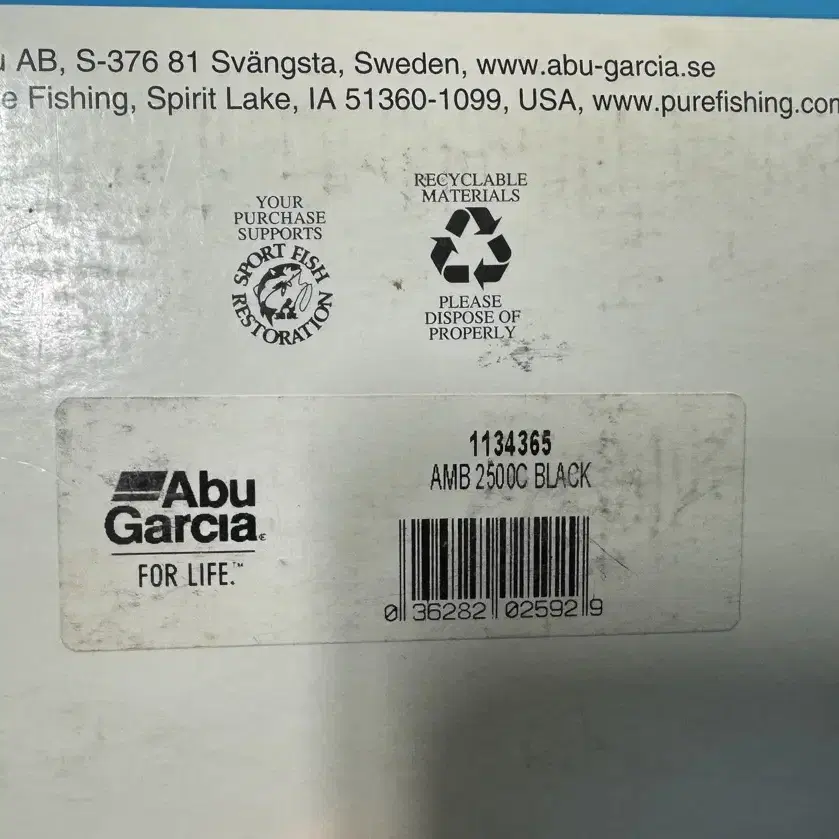 AB, S-376 81 Svängsta, Sweden, www.abu-garcia.se
Fishing, Spirit Lake, IA 51360-1099, USA, www.purefishing.com
YOUR
PURCHASE
SUPPORTS
SPORT FISH
RESTORATION
RECYCLABLE
MATERIALS
PLEASE
DISPOSE OF
PROPERLY
Abu
Garcia
FOR LIFE.™
1134365
AMB 2500C BLACK
0 36282 02592 9